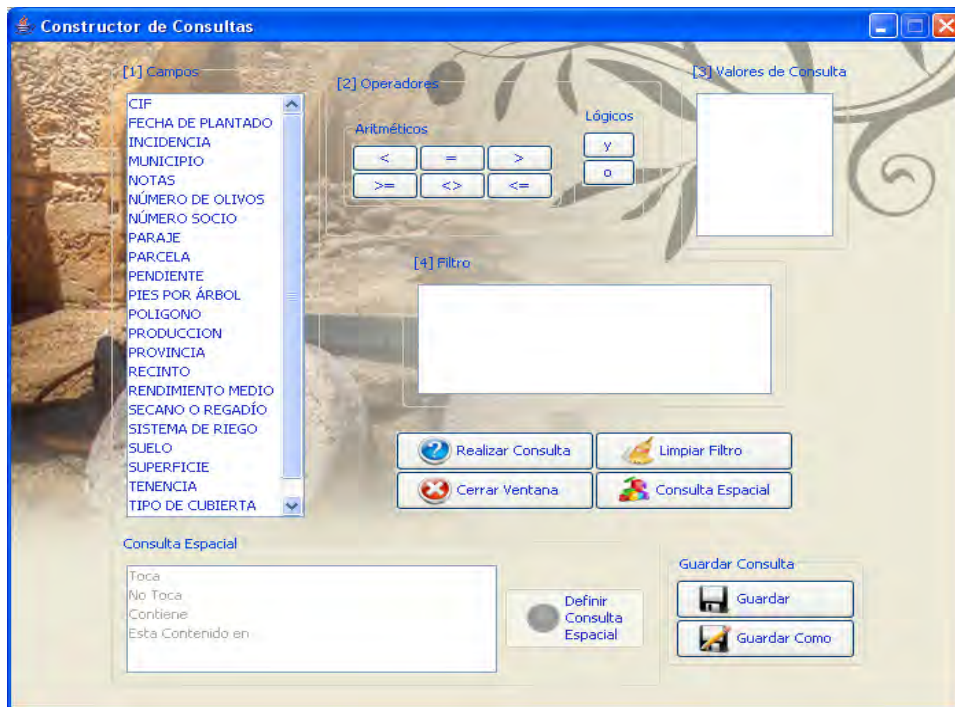 Constructor de Consultas
[1] Campos
CIF
FECHA DE PLANTADO
INCIDENCIA
MUNICIPIO
NOTAS
NÚMERO DE OLIVOS
NÚMERO SOCIO
PARAJE
PARCELA
PENDIENTE
PIES POR ÁRBOL
POLIGONO
PRODUCCION
PROVINCIA
RECINTO
RENDIMIENTO MEDIO
SECANO O REGADÍO
SISTEMA DE RIEGO
SUELO
SUPERFICIE
TENENCIA
TIPO DE CUBIERTA
[2] Operadores
Aritméticos
< = >
>= <> <=
Lógicos
y
o
[3] Valores de Consulta
[4] Filtro
Realizar Consulta
Limpiar Filtro
Cerrar Ventana
Consulta Espacial
Consulta Espacial
Toca
No Toca
Contiene
Esta Contenido en
Definir
Consulta
Espacial
Guardar Consulta
Guardar
Guardar Como